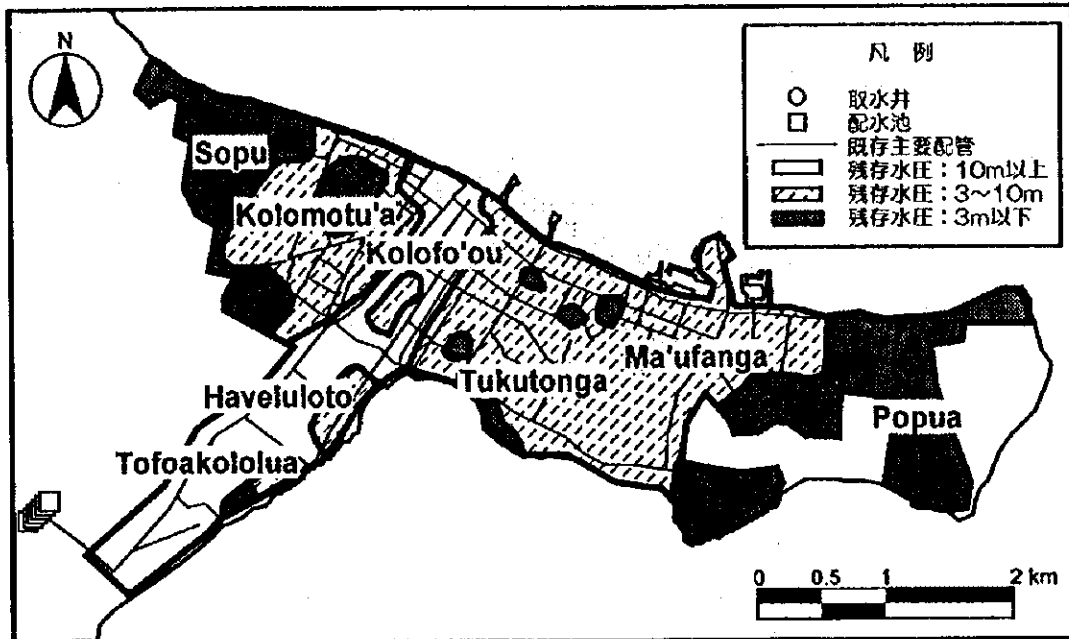 N
凡 例
取水井
配水池
既存主要配管
残存水圧:10m以上
残存水圧:3~10m
残存水圧:3m以下
Sopu
Kolomotu'a
Kolofo'ou
Ma'ufanga
Tukutonga
Haveluloto
Popua
Tofoakololua
0 0.5 1 2 km